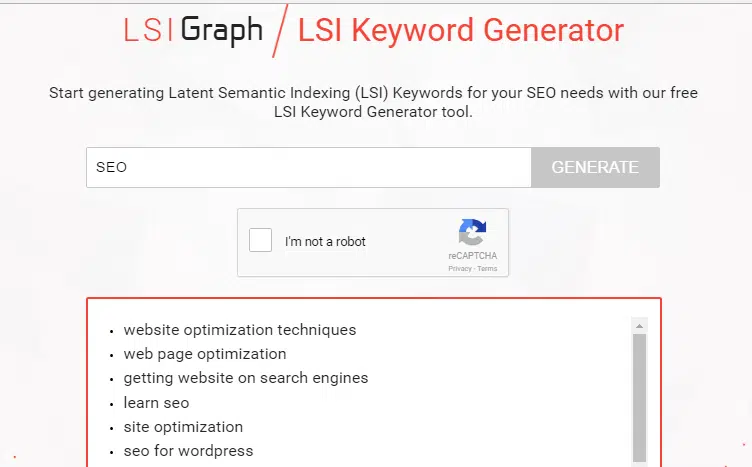 LSIGraph / LSI Keyword Generator
Start generating Latent Semantic Indexing (LSI) Keywords for your SEO needs with our free
LSI Keyword Generator tool.
SEO
GENERATE
I'm not a robot
reCAPTCHA
Privacy - Terms
• website optimization techniques
• web page optimization
• getting website on search engines
• learn seo
• site optimization
• seo for wordpress